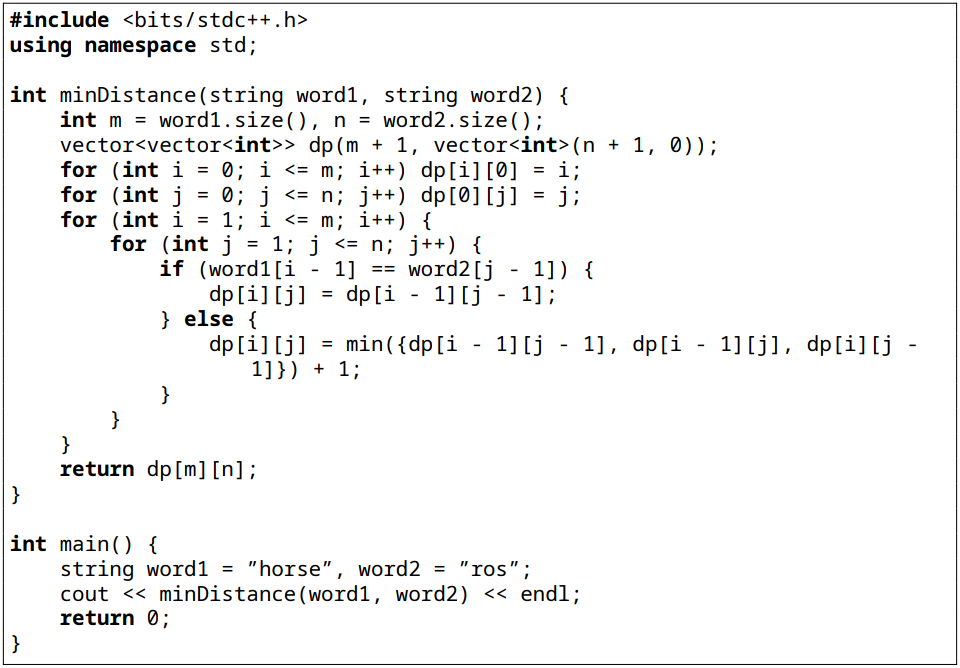 #include <bits/stdc++.h>
using namespace std;

int minDistance(string word1, string word2) {
    int m = word1.size(), n = word2.size();
    vector<vector<int>> dp(m + 1, vector<int>(n + 1, 0));
    for (int i = 0; i <= m; i++) dp[i][0] = i;
    for (int j = 0; j <= n; j++) dp[0][j] = j;
    for (int i = 1; i <= m; i++) {
        for (int j = 1; j <= n; j++) {
            if (word1[i - 1] == word2[j - 1]) {
                dp[i][j] = dp[i - 1][j - 1];
            } else {
                dp[i][j] = min({dp[i - 1][j - 1], dp[i - 1][j], dp[i][j -
                    1]}) + 1;
            }
        }
    }
    return dp[m][n];
}

int main() {
    string word1 = ”horse”, word2 = ”ros”;
    cout << minDistance(word1, word2) << endl;
    return 0;
}